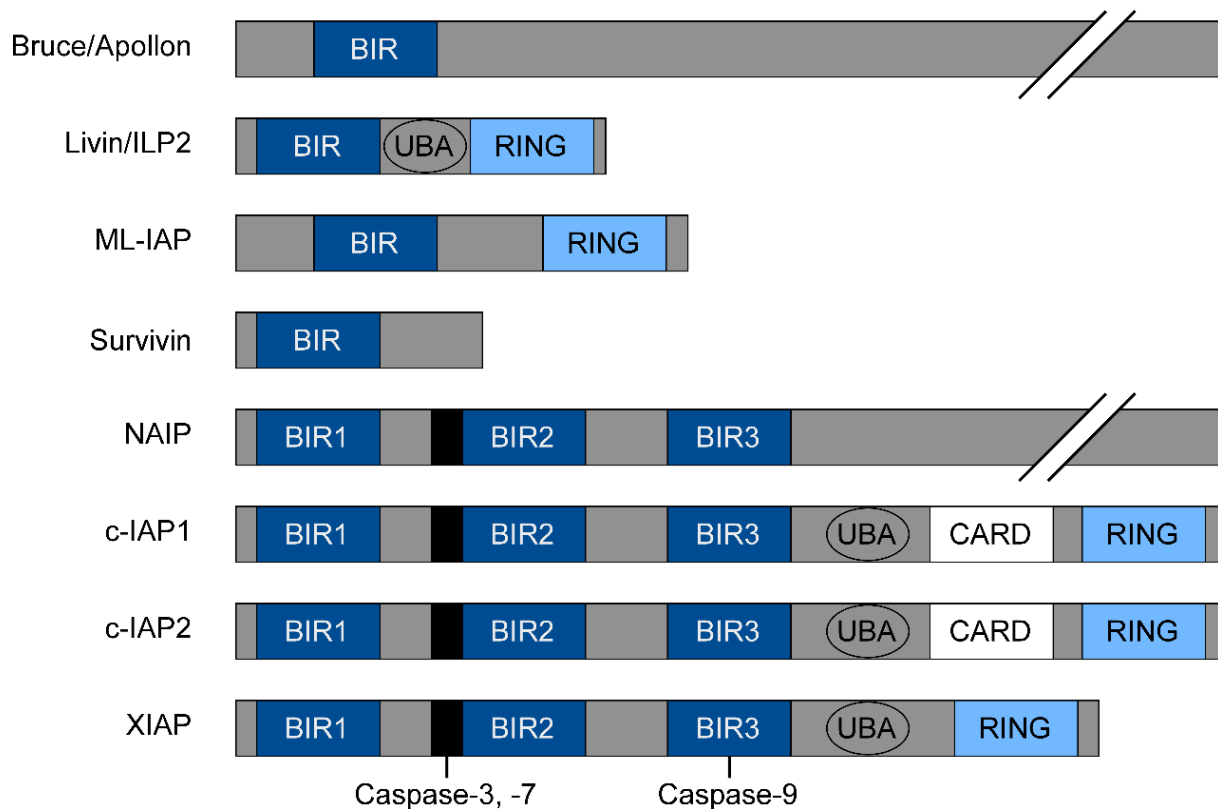 Bruce/Apollon BIR
Livin/ILP2 BIR UBA RING
ML-IAP BIR RING
Survivin BIR
NAIP BIR1 BIR2 BIR3
c-IAP1 BIR1 BIR2 BIR3 UBA CARD RING
c-IAP2 BIR1 BIR2 BIR3 UBA CARD RING
XIAP BIR1 BIR2 BIR3 UBA RING
Caspase-3, -7 Caspase-9